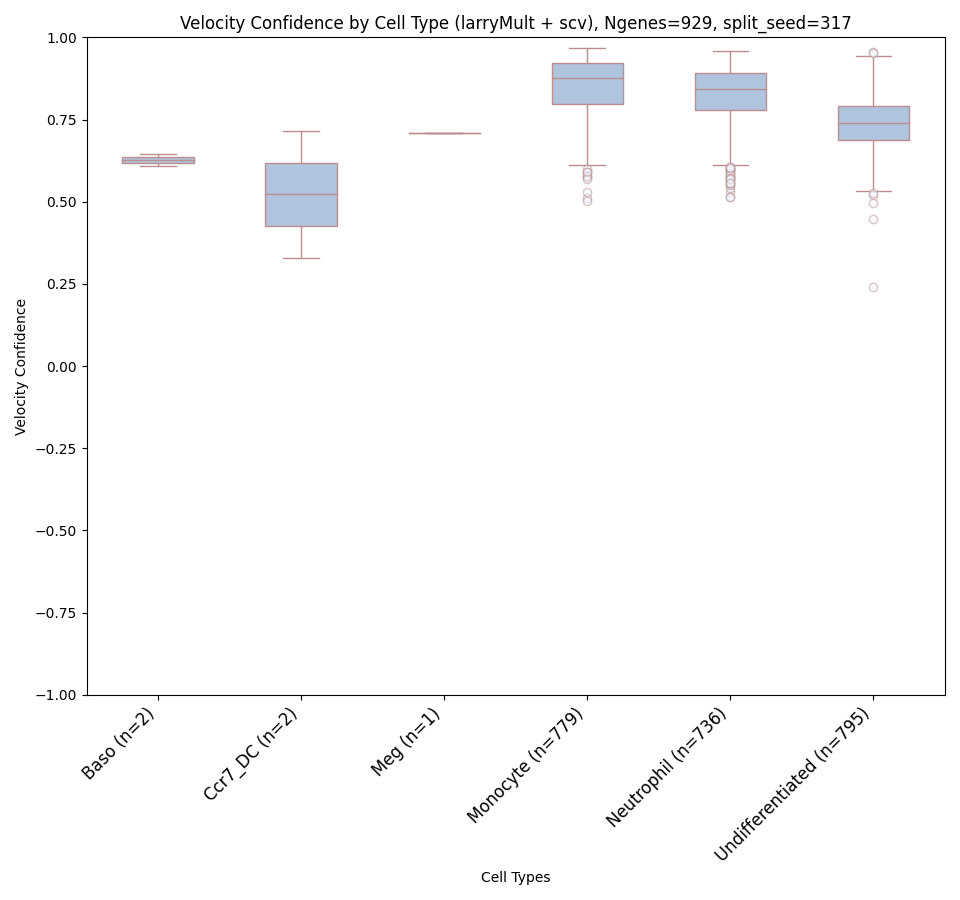 Velocity Confidence by Cell Type (larryMult + scv), Ngenes=929, split_seed=317
Velocity Confidence
1.00
0.75
0.50
0.25
0.00
−0.25
−0.50
−0.75
−1.00
Baso (n=2)
Ccr7_DC (n=2)
Meg (n=1)
Monocyte (n=779)
Neutrophil (n=736)
Undifferentiated (n=795)
Cell Types